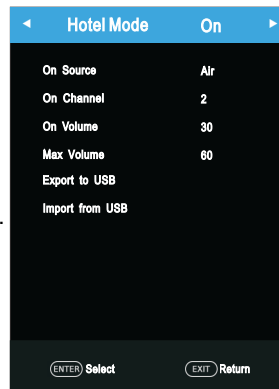 Hotel Mode On
On Source Air
On Channel 2
On Volume 30
Max Volume 60
Export to USB
Import from USB
ENTER Select EXIT Return